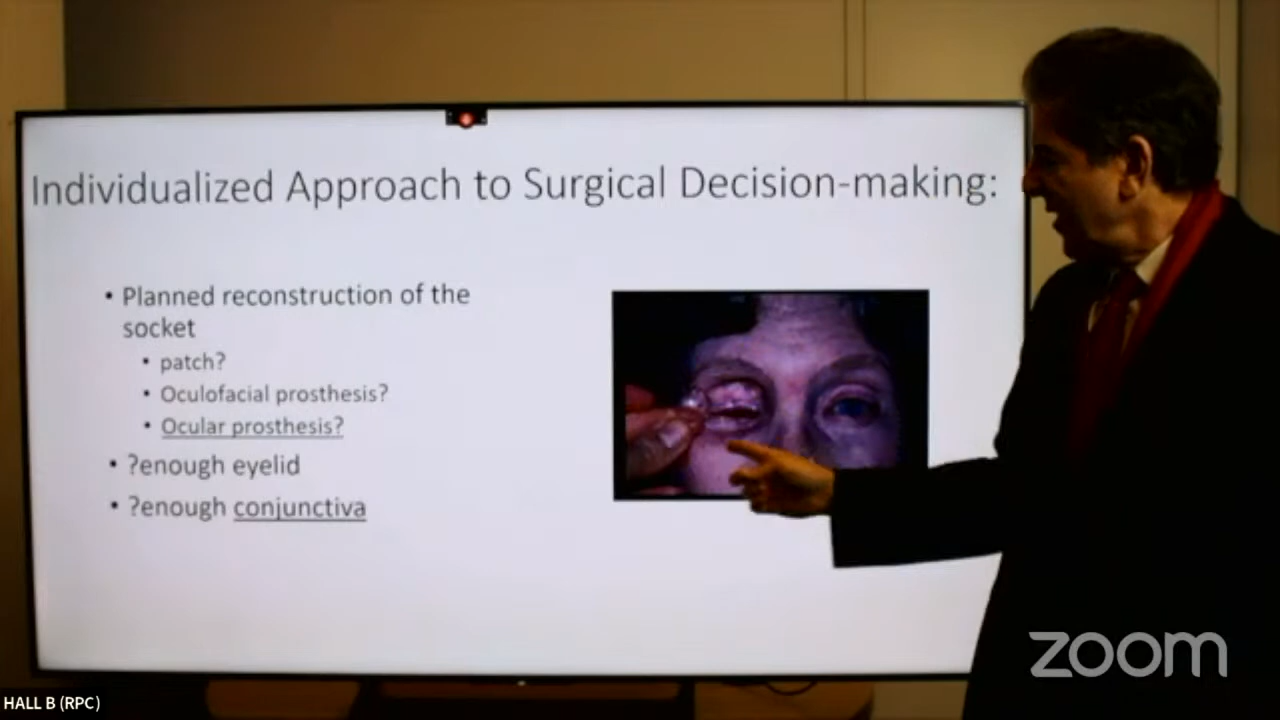 Individualized Approach to Surgical Decision-making:
• Planned reconstruction of the
socket
• patch?
• Oculofacial prosthesis?
• Ocular prosthesis?
• ?enough eyelid
• ?enough conjunctiva
zoom
HALL B (RPC)